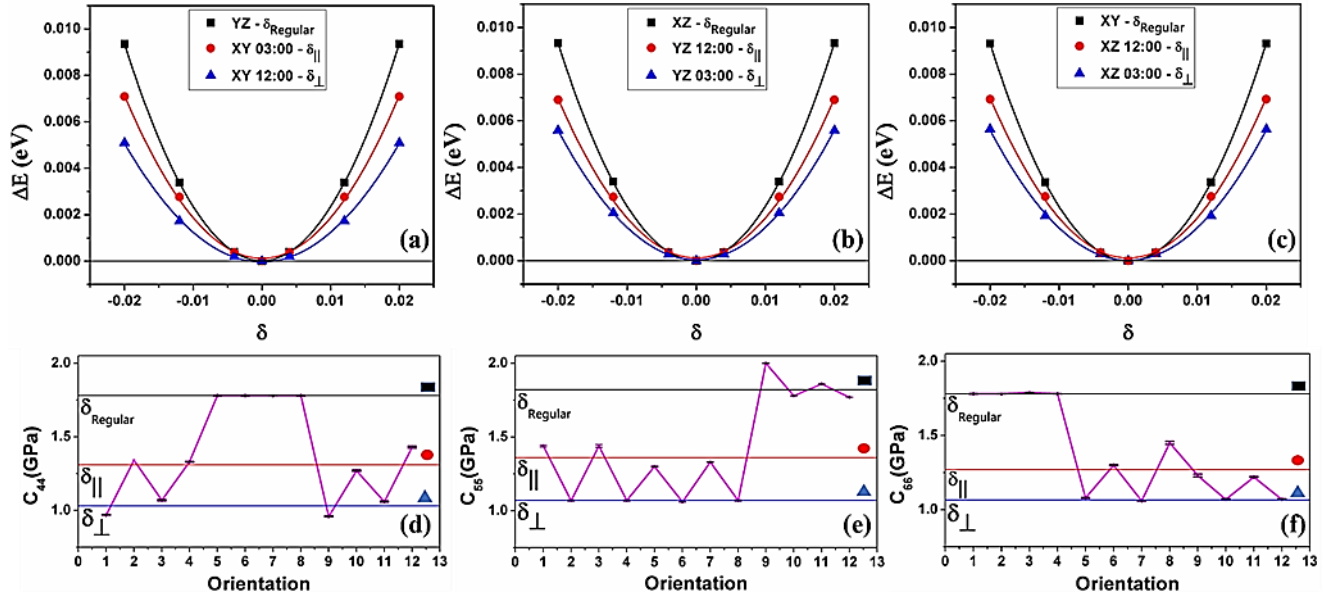 0.010
0.008
0.006
0.004
0.002
0.000
ΔE (eV)
YZ - δRegular
XY 03:00 - δ||
XY 12:00 - δ⊥
(a)
-0.02 -0.01 0.00 0.01 0.02
δ
0.010
0.008
0.006
0.004
0.002
0.000
ΔE (eV)
XZ - δRegular
YZ 12:00 - δ||
YZ 03:00 - δ⊥
(b)
-0.02 -0.01 0.00 0.01 0.02
δ
0.010
0.008
0.006
0.004
0.002
0.000
ΔE (eV)
XY - δRegular
XZ 12:00 - δ||
XZ 03:00 - δ⊥
(c)
-0.02 -0.01 0.00 0.01 0.02
δ
2.0
1.5
1.0
C44(GPa)
δRegular
δ||
δ⊥
(d)
0 1 2 3 4 5 6 7 8 9 10 11 12 13
Orientation
2.0
1.5
1.0
C55(GPa)
δRegular
δ||
δ⊥
(e)
0 1 2 3 4 5 6 7 8 9 10 11 12 13
Orientation
2.0
1.5
1.0
C66(GPa)
δRegular
δ||
δ⊥
(f)
0 1 2 3 4 5 6 7 8 9 10 11 12 13
Orientation